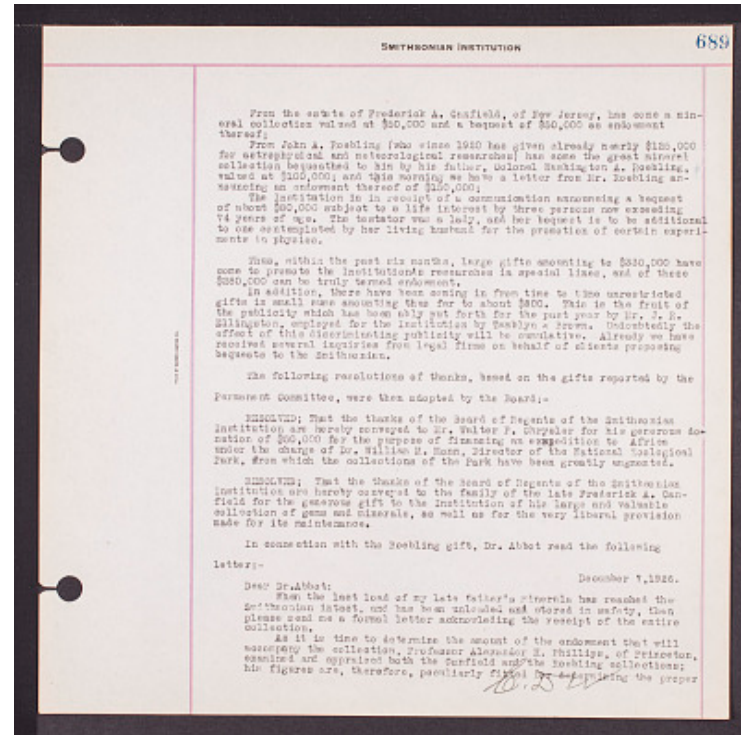 SMITHSONIAN INSTITUTION
689
From the estate of Frederick A. Canfield, of New Jersey, has come a min-
eral collection valued at $50,000 and a bequest of $50,000 as endowment
thereof;
From John A. Roebling (who since 1920 has given already nearly $125,000
for astrophysical and meteorological researches) has come the great mineral
collection bequeathed to him by his father, Colonel Washington A. Roebling,
valued at $100,000; and this morning we have a letter from Mr. Roebling an-
nouncing an endowment thereof of $150,000;
The Institution is in receipt of a communication announcing a bequest
of about $80,000 subject to a life interest by three persons now exceeding
74 years of age. The testator was a lady, and her bequest is to be additional
to one contemplated by her living husband for the promotion of certain experi-
ments in physics.
Thus, within the past six months, large gifts amounting to have
come to promote the Institution's researches in special lines, and of these
can be truly termed endowment.
In addition, there have been coming in from time to time unrestricted
gifts in small sums amounting thus far to about $800. This is the fruit of
the publicity which has been ably put forth for the past year by Mr. J. R.
Ellingston, employed for the Institution by Tamblyn & Brown. Undoubtedly the
effect of this discriminating publicity will be cumulative. Already we have
received several inquiries from legal firms on behalf of clients proposing
bequests to the Smithsonian.
The following resolutions of thanks, based on the gifts reported by the
Permanent Committee, were then adopted by the Board;-
RESOLVED; That the thanks of the Board of Regents of the Smithsonian
Institution are hereby conveyed to Mr. Walter P. Chrysler for his generous do-
nation of $50,000 for the purpose of financing an expedition to Africa
under the charge of Dr. William M. Mann, Director of the National Zoological
Park, from which the collections of the Park have been greatly augmented.
RESOLVED; That the thanks of the Board of Regents of the Smithsonian
Institution are hereby conveyed to the family of the late Frederick A. Can-
field for the generous gift to the Institution of his large and valuable
collection of gems and minerals, as well as for the very liberal provision
made for its maintenance.
In connection with the Roebling gift, Dr. Abbot read the following
letter;-
December 7,1926.
Dear Dr.Abbot:
When the last load of my late father's minerals has reached the
Smithsonian intact, and has been unloaded and stored in safety, then
please send me a formal letter acknowledging the receipt of the entire
collection.
As it is time to determine the amount of the endowment that will
accompany the collection, Professor Alexander H. Phillips, of Princeton,
examined and appraised both the Canfield and the Roebling collections;
his figures are, therefore, peculiarly fitted for determining the proper